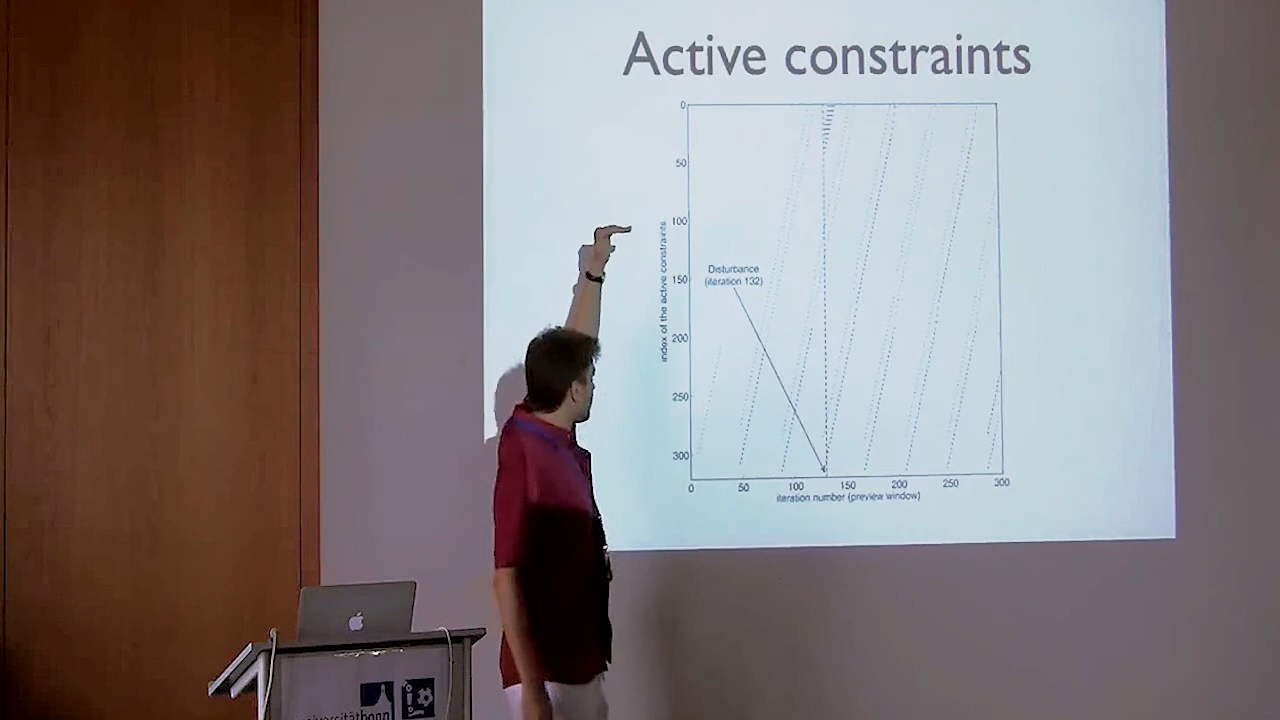 Active constraints
0
50
100
150
200
250
300
index of the active constraints
Disturbance
(iteration 132)
0
50
100
150
200
250
300
iteration number (preview window)